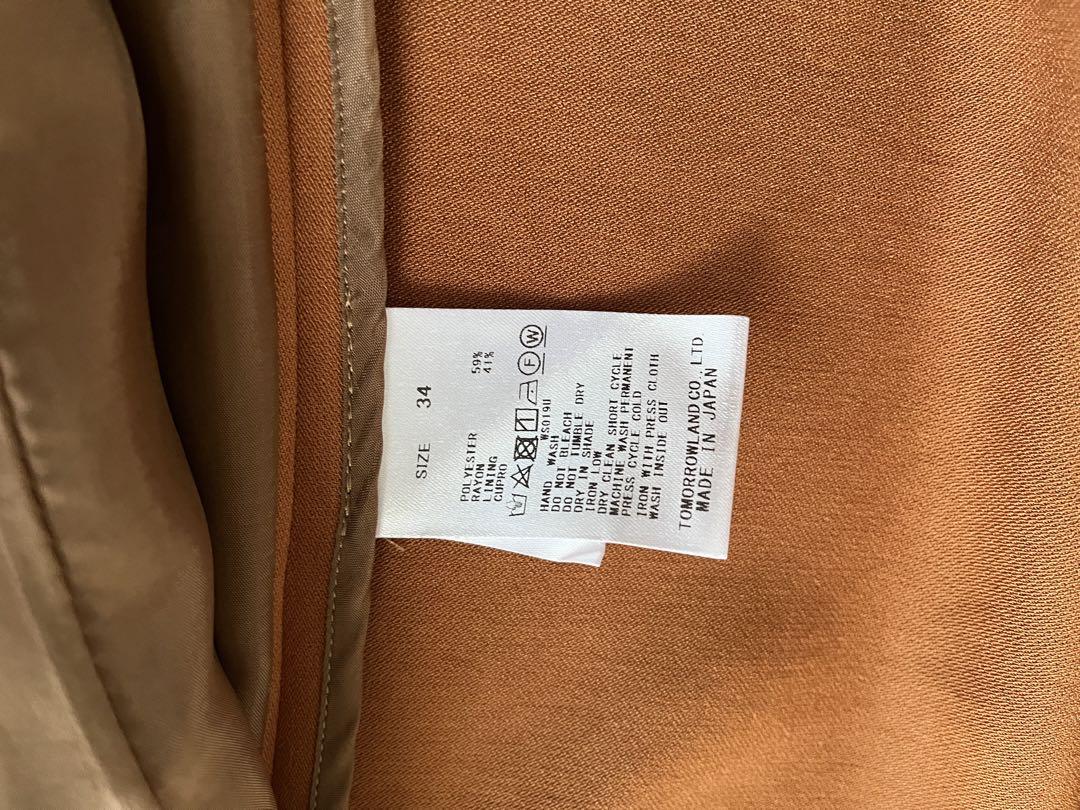 SIZE 34
POLYESTER 59%
RAYON 41%
LINING
CUPRO
1 F W
WS019U
HAND WASH
DO NOT BLEACH
DO NOT TUMBLE DRY
DRY IN SHADE
IRON LOW
DRY CLEAN SHORT CYCLE
MACHINE WASH PERMANENT
PRESS CYCLE COLD
IRON WITH PRESS CLOTH
WASH INSIDE OUT
TOMORROWLAND CO., LTD.
MADE IN JAPAN